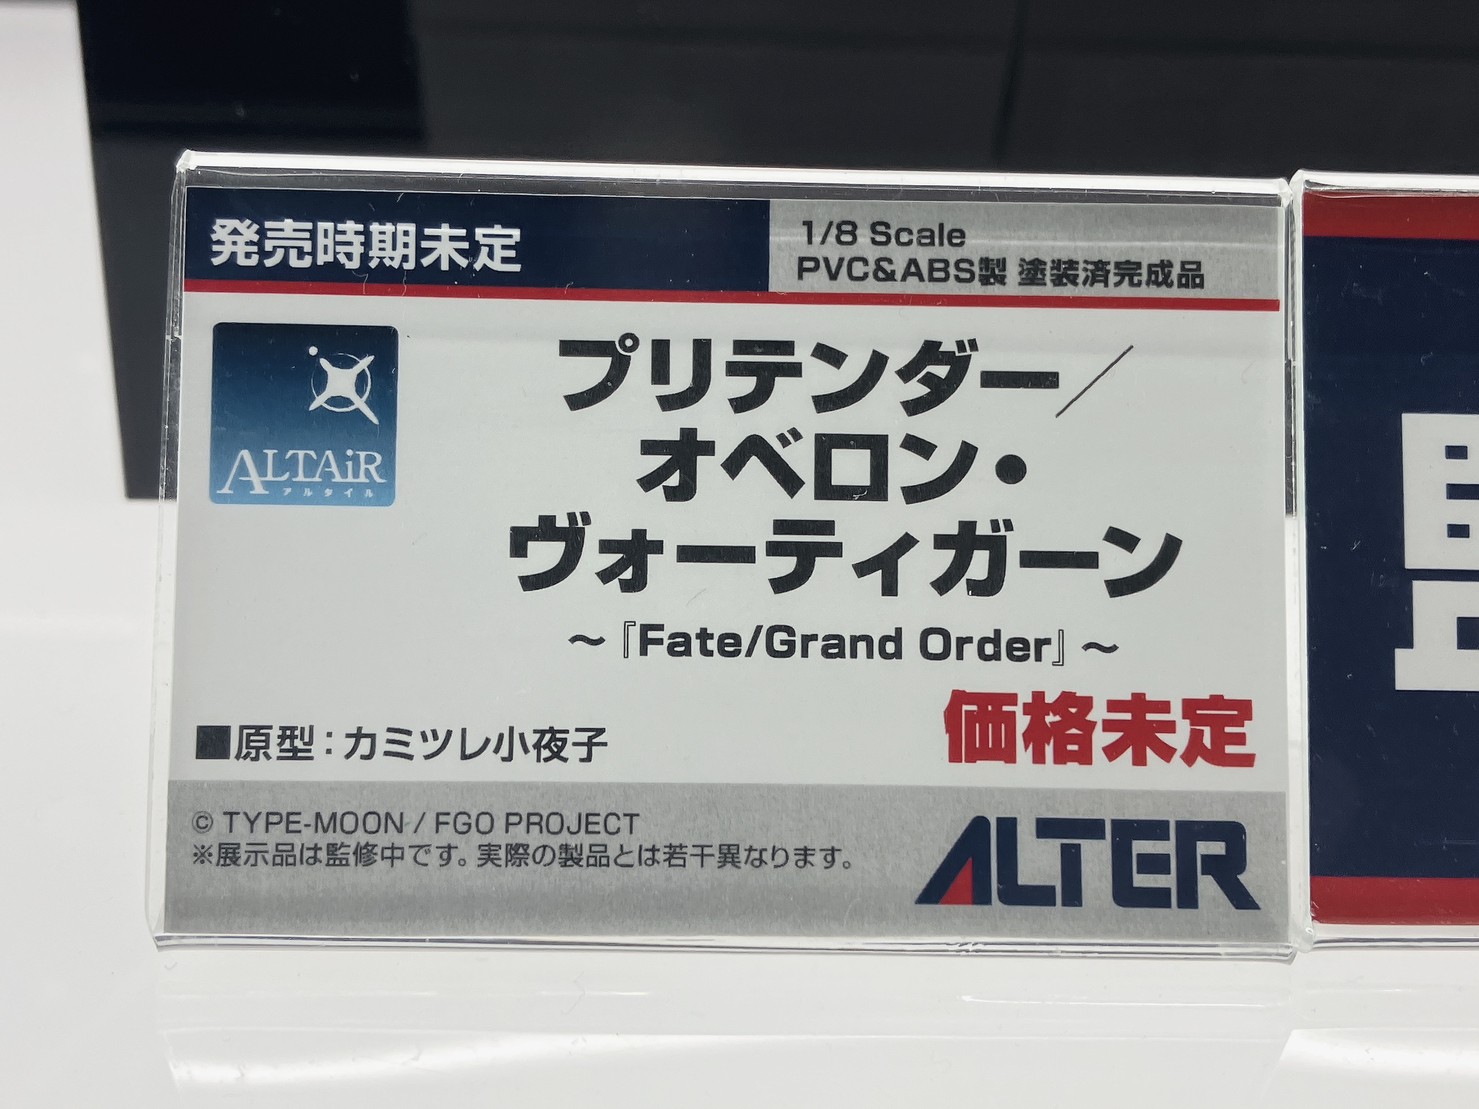 発売時期未定
1/8 Scale
PVC&ABS製 塗装済完成品
ALTAiR
アルタイル
プリテンダー／
オベロン・
ヴォーティガーン
～『Fate/Grand Order』～
価格未定
■原型：カミツレ小夜子
© TYPE-MOON / FGO PROJECT
※展示品は監修中です。実際の製品とは若干異なります。
ALTER